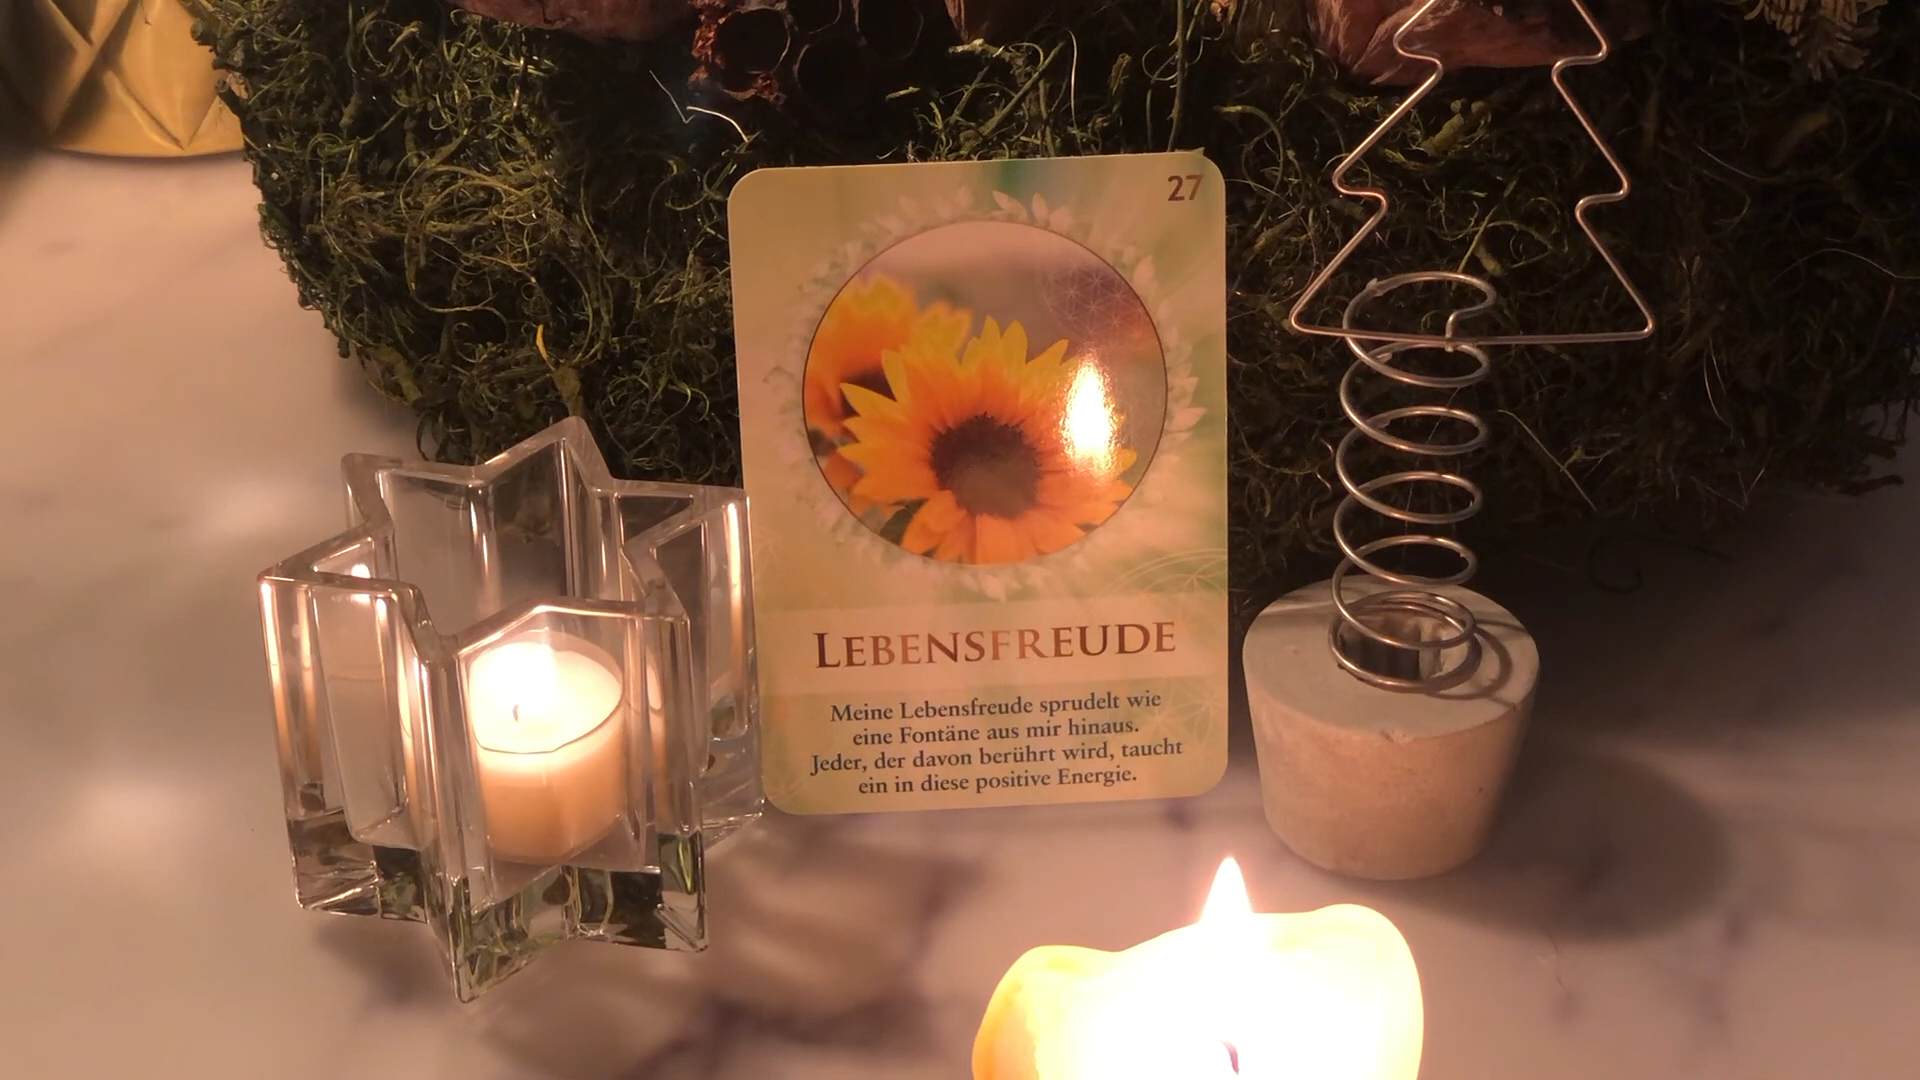 27
LEBENSFREUDE
Meine Lebensfreude sprudelt wie
eine Fontäne aus mir hinaus.
Jeder, der davon berührt wird, taucht
ein in diese positive Energie.